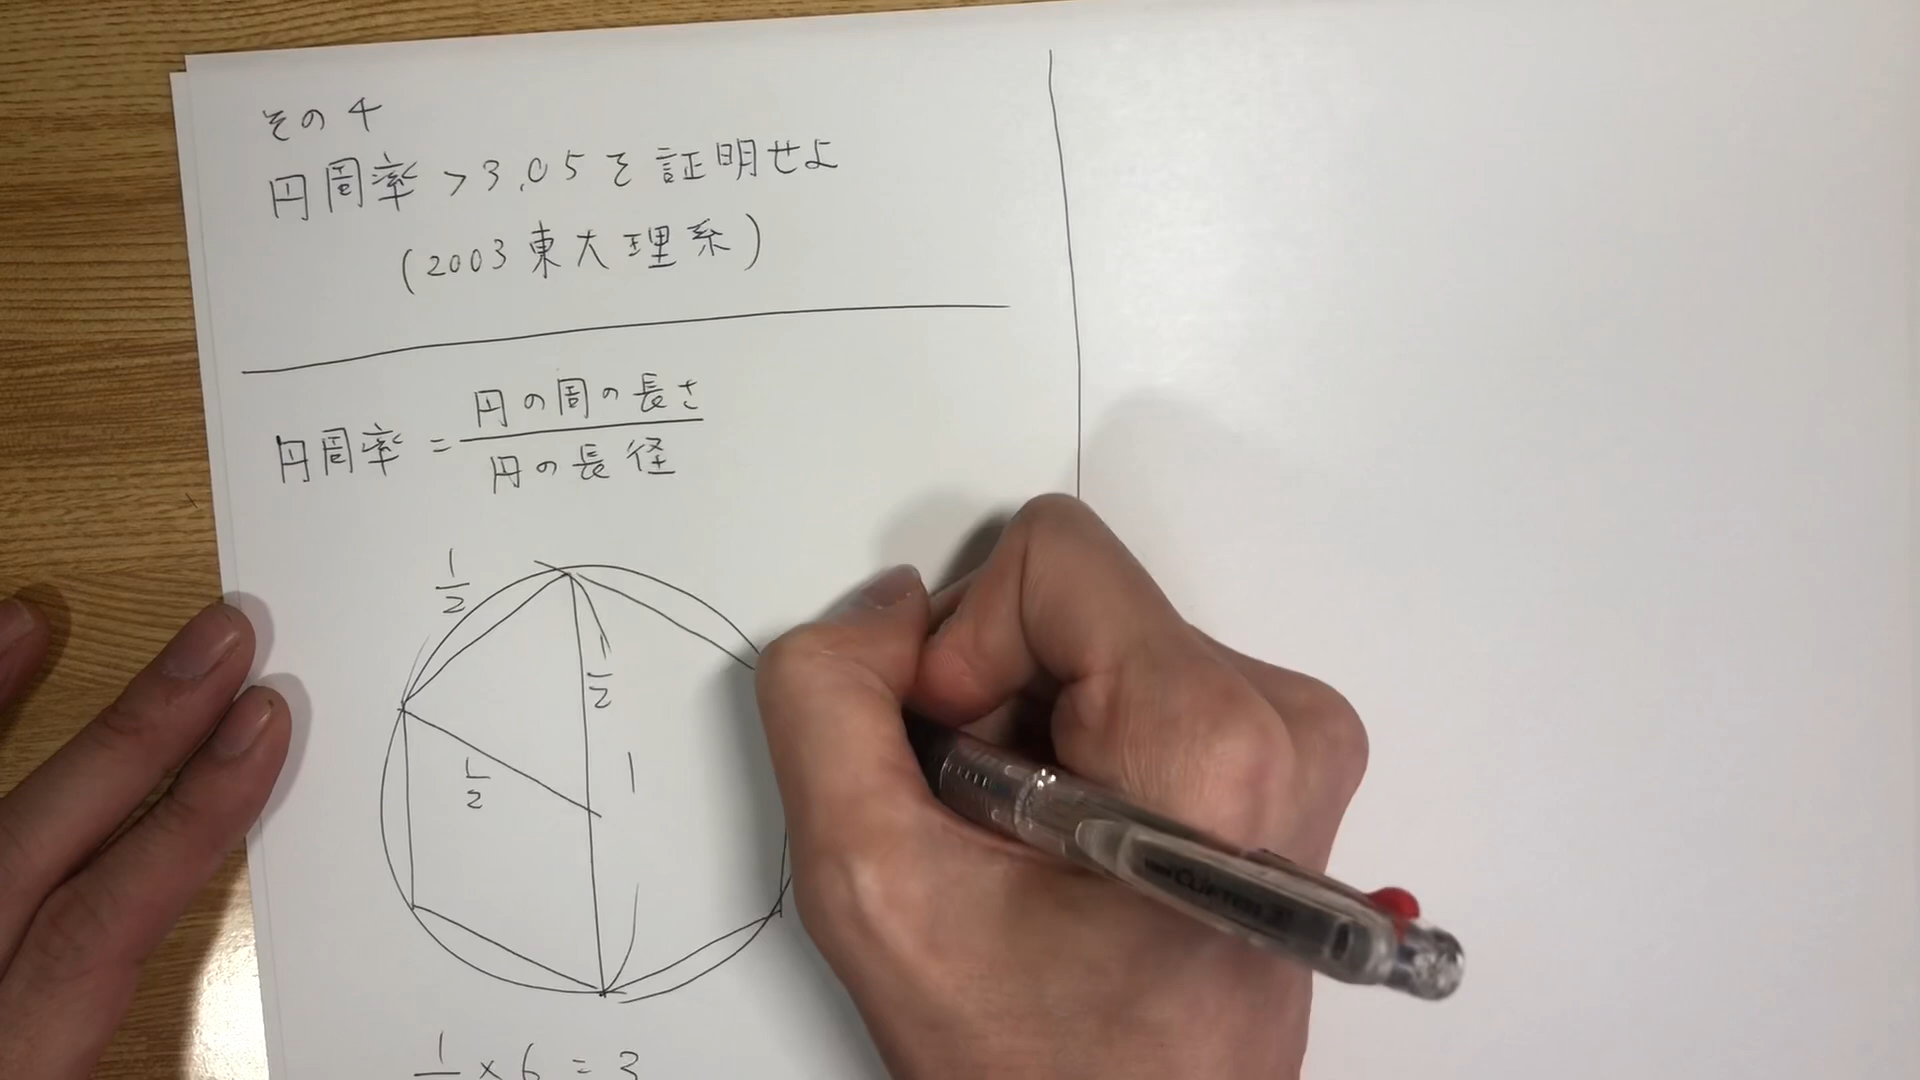 その4
円周率 > 3.05を証明せよ
(2003東大理系)
円周率 = 円の周の長さ / 円の長径
1/2
1/2
1/2
1
1 × 6 = 3